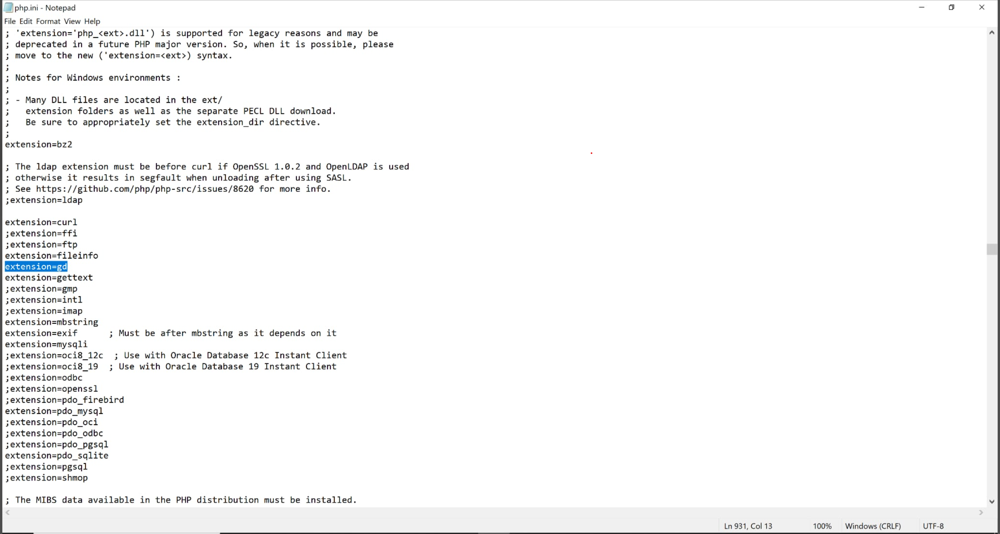 php.ini - Notepad
File Edit Format View Help
; 'extension='php_<ext>.dll') is supported for legacy reasons and may be
; deprecated in a future PHP major version. So, when it is possible, please
; move to the new ('extension=<ext>) syntax.
;
; Notes for Windows environments :
;
; - Many DLL files are located in the ext/
;   extension folders as well as the separate PECL DLL download.
;   Be sure to appropriately set the extension_dir directive.
;
extension=bz2

; The ldap extension must be before curl if OpenSSL 1.0.2 and OpenLDAP is used
; otherwise it results in segfault when unloading after using SASL.
; See https://github.com/php/php-src/issues/8620 for more info.
;extension=ldap

extension=curl
;extension=ffi
;extension=ftp
extension=fileinfo
extension=gd
extension=gettext
;extension=gmp
;extension=intl
;extension=imap
extension=mbstring
extension=exif      ; Must be after mbstring as it depends on it
extension=mysqli
;extension=oci8_12c  ; Use with Oracle Database 12c Instant Client
;extension=oci8_19  ; Use with Oracle Database 19 Instant Client
;extension=odbc
;extension=openssl
;extension=pdo_firebird
extension=pdo_mysql
;extension=pdo_oci
;extension=pdo_odbc
;extension=pdo_pgsql
extension=pdo_sqlite
;extension=pgsql
;extension=shmop

; The MIBS data available in the PHP distribution must be installed.
Ln 931, Col 13 100% Windows (CRLF) UTF-8